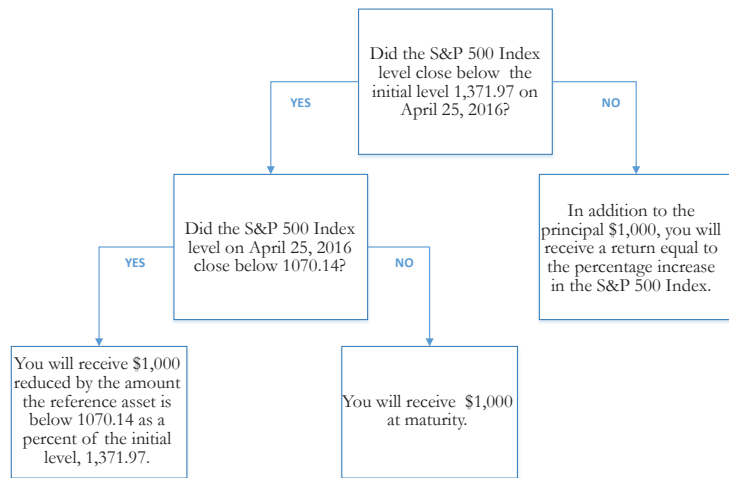 Did the S&P 500 Index
level close below the
initial level 1,371.97 on
April 25, 2016?
YES
NO
Did the S&P 500 Index
level on April 25, 2016
close below 1070.14?
In addition to the
principal $1,000, you will
receive a return equal to
the percentage increase
in the S&P 500 Index.
YES
NO
You will receive $1,000
reduced by the amount
the reference asset is
below 1070.14 as a
percent of the initial
level, 1,371.97.
You will receive $1,000
at maturity.